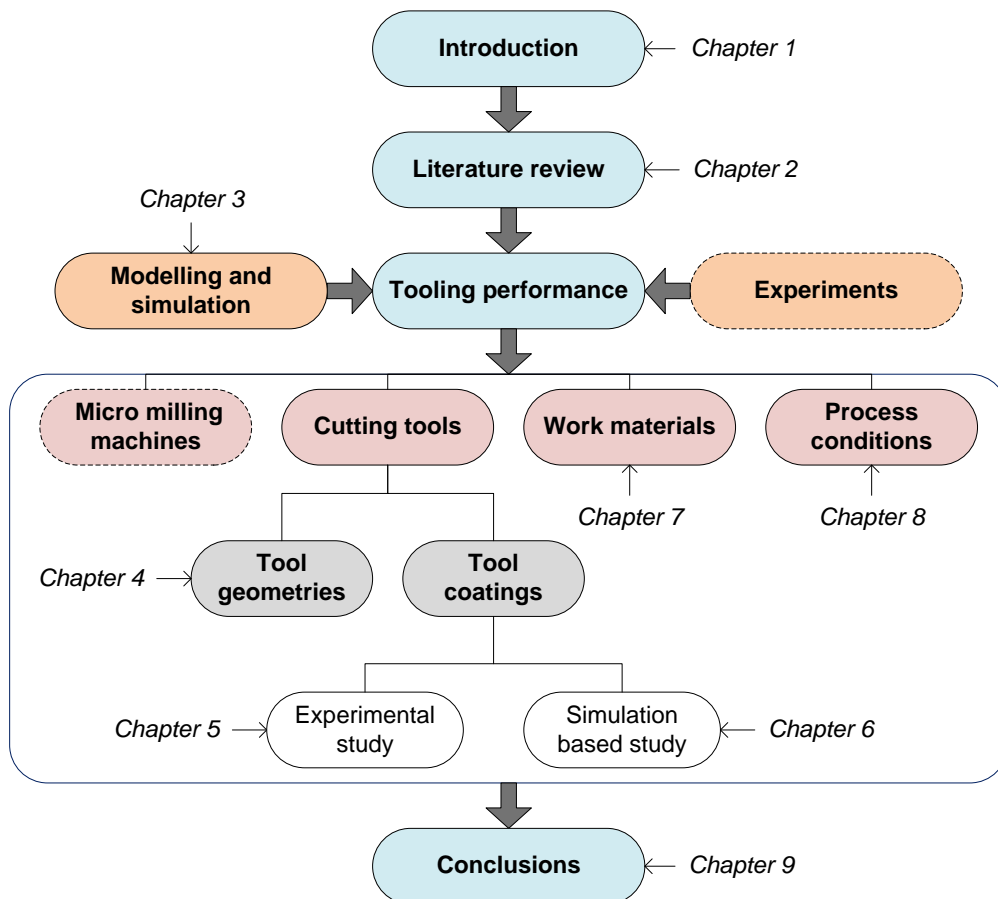 Introduction
Chapter 1
Literature review
Chapter 2
Chapter 3
Modelling and
simulation
Tooling performance
Experiments
Micro milling
machines
Cutting tools
Work materials
Process
conditions
Chapter 7
Chapter 8
Chapter 4
Tool
geometries
Tool
coatings
Chapter 5
Experimental
study
Simulation
based study
Chapter 6
Conclusions
Chapter 9